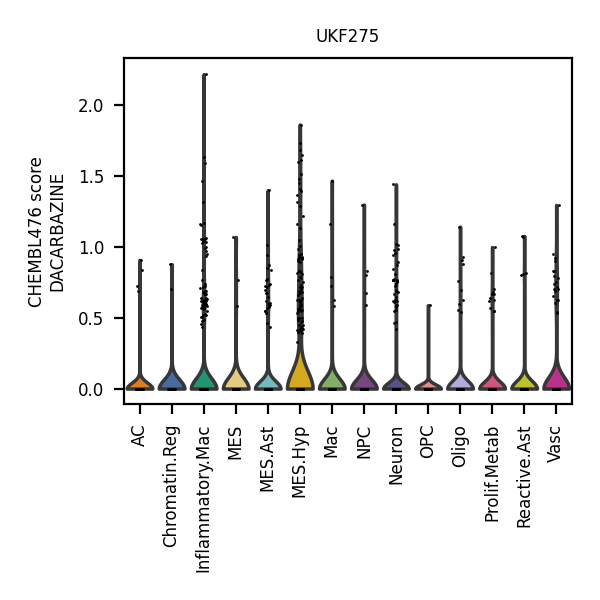 UKF275
CHEMBL476 score
DACARBAZINE
2.0
1.5
1.0
0.5
0.0
AC
Chromatin.Reg
Inflammatory.Mac
MES
MES.Ast
MES.Hyp
Mac
NPC
Neuron
OPC
Oligo
Prolif.Metab
Reactive.Ast
Vasc